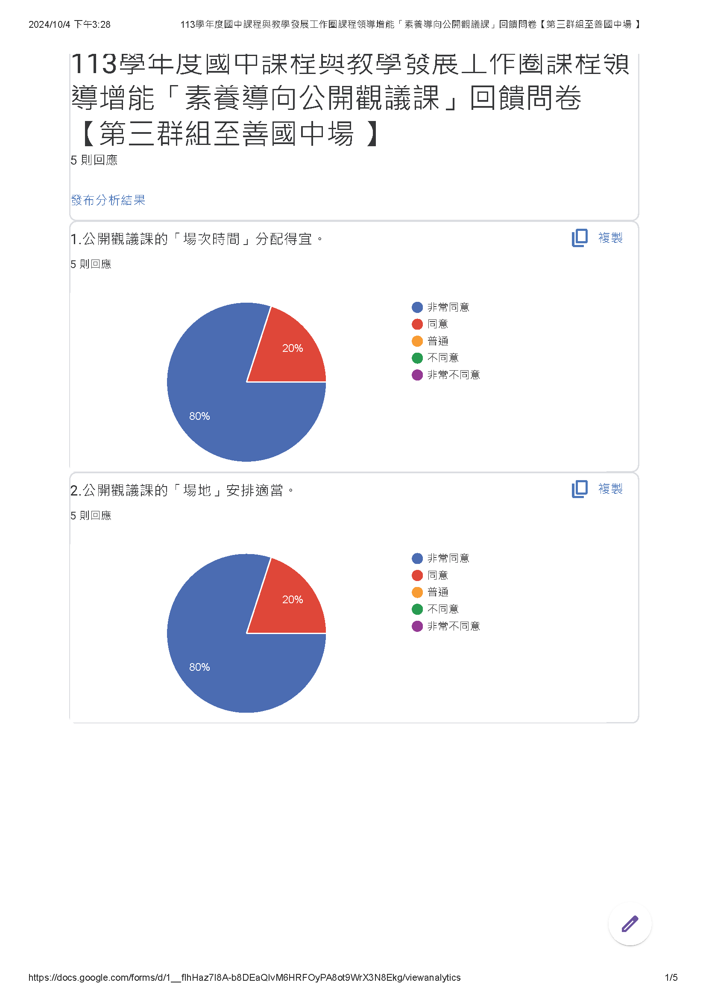 2024/10/4 下午3:28
113學年度國中課程與教學發展工作圈課程領導增能「素養導向公開觀議課」回饋問卷【第三群組至善國中場 】
113學年度國中課程與教學發展工作圈課程領
導增能「素養導向公開觀議課」回饋問卷
【第三群組至善國中場 】
5 則回應
發布分析結果
1.公開觀議課的「場次時間」分配得宜。
複製
5 則回應
非常同意
同意
普通
不同意
非常不同意
20%
80%
2.公開觀議課的「場地」安排適當。
複製
5 則回應
非常同意
同意
普通
不同意
非常不同意
20%
80%
https://docs.google.com/forms/d/1__flhHaz7I8A-b8DEaQIvM6HRFOyPA8ot9WrX3N8Ekg/viewanalytics
1/5